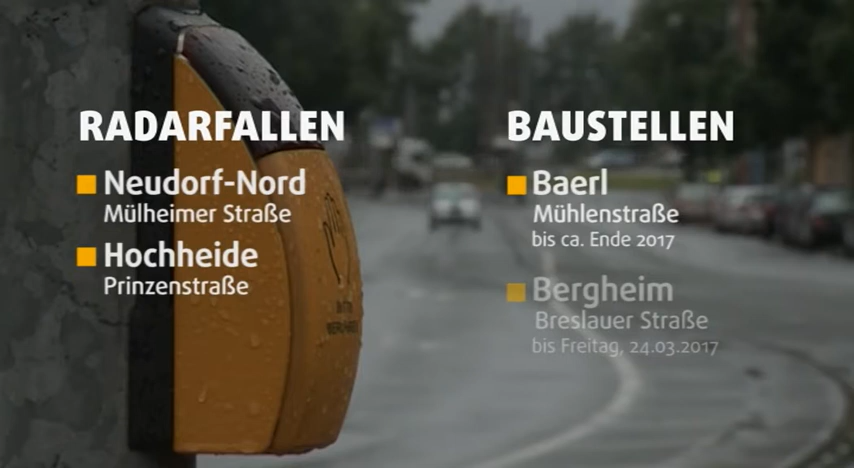 RADARFALLEN
Neudorf-Nord
Mülheimer Straße
Hochheide
Prinzenstraße
BAUSTELLEN
Baerl
Mühlenstraße
bis ca. Ende 2017
Bergheim
Breslauer Straße
bis Freitag, 24.03.2017